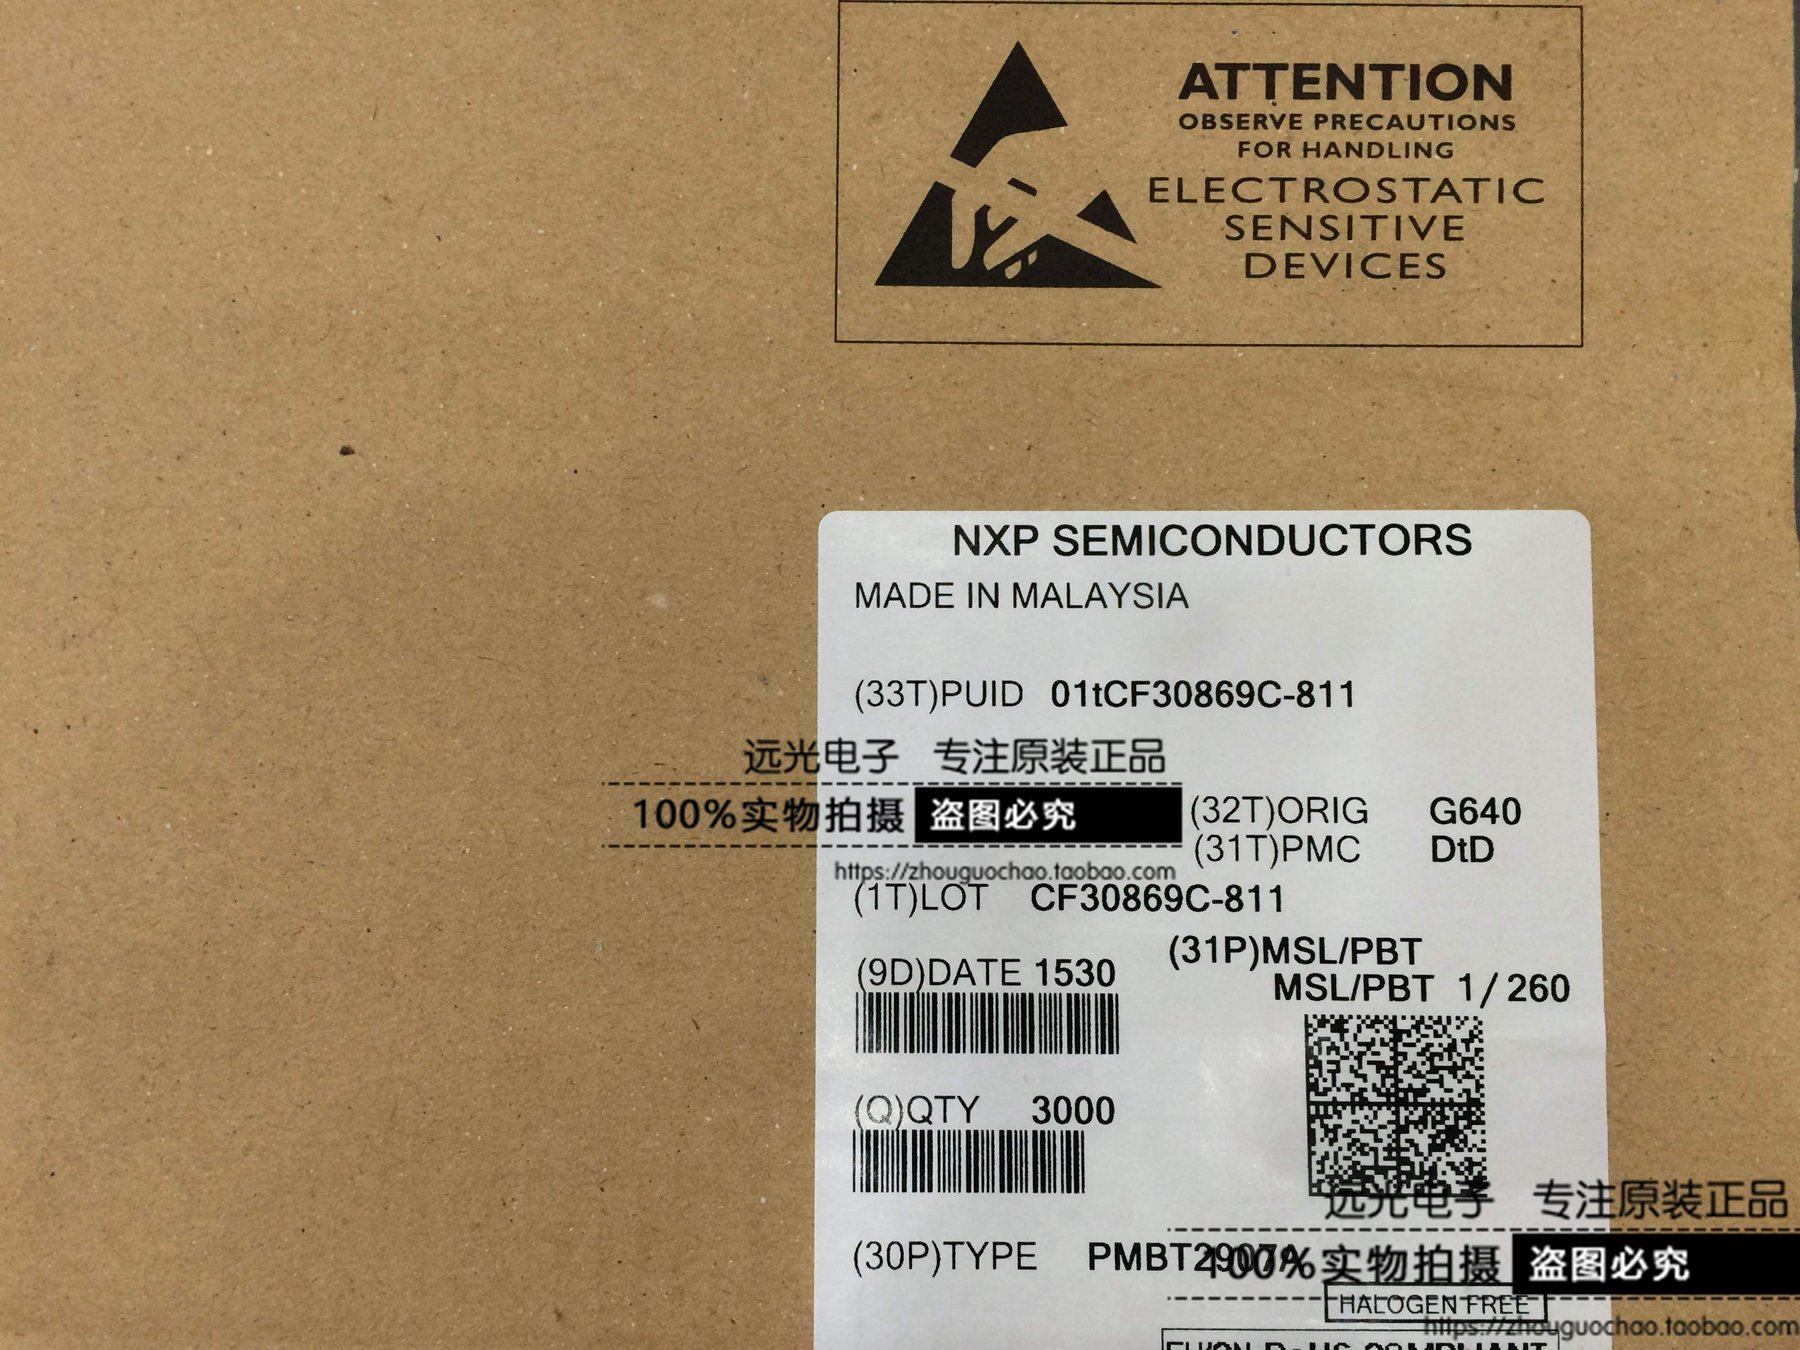 ATTENTION
OBSERVE PRECAUTIONS
FOR HANDLING
ELECTROSTATIC
SENSITIVE
DEVICES
NXP SEMICONDUCTORS
MADE IN MALAYSIA
(33T)PUID 01tCF30869C-811
远光电子 专注原装正品
100%实物拍摄 盗图必究
https://zhouguochao.taobao.com
(32T)ORIG G640
(31T)PMC DtD
(1T)LOT CF30869C-811
(31P)MSL/PBT
(9D)DATE 1530
MSL/PBT 1/260
(Q)QTY 3000
远光电子 专注原装正品
(30P)TYPE PMBT2907A
100%实物拍摄 盗图必究
HALOGEN FREE
https://zhouguochao.taobao.com
EU/CN RoHS COMPLIANT